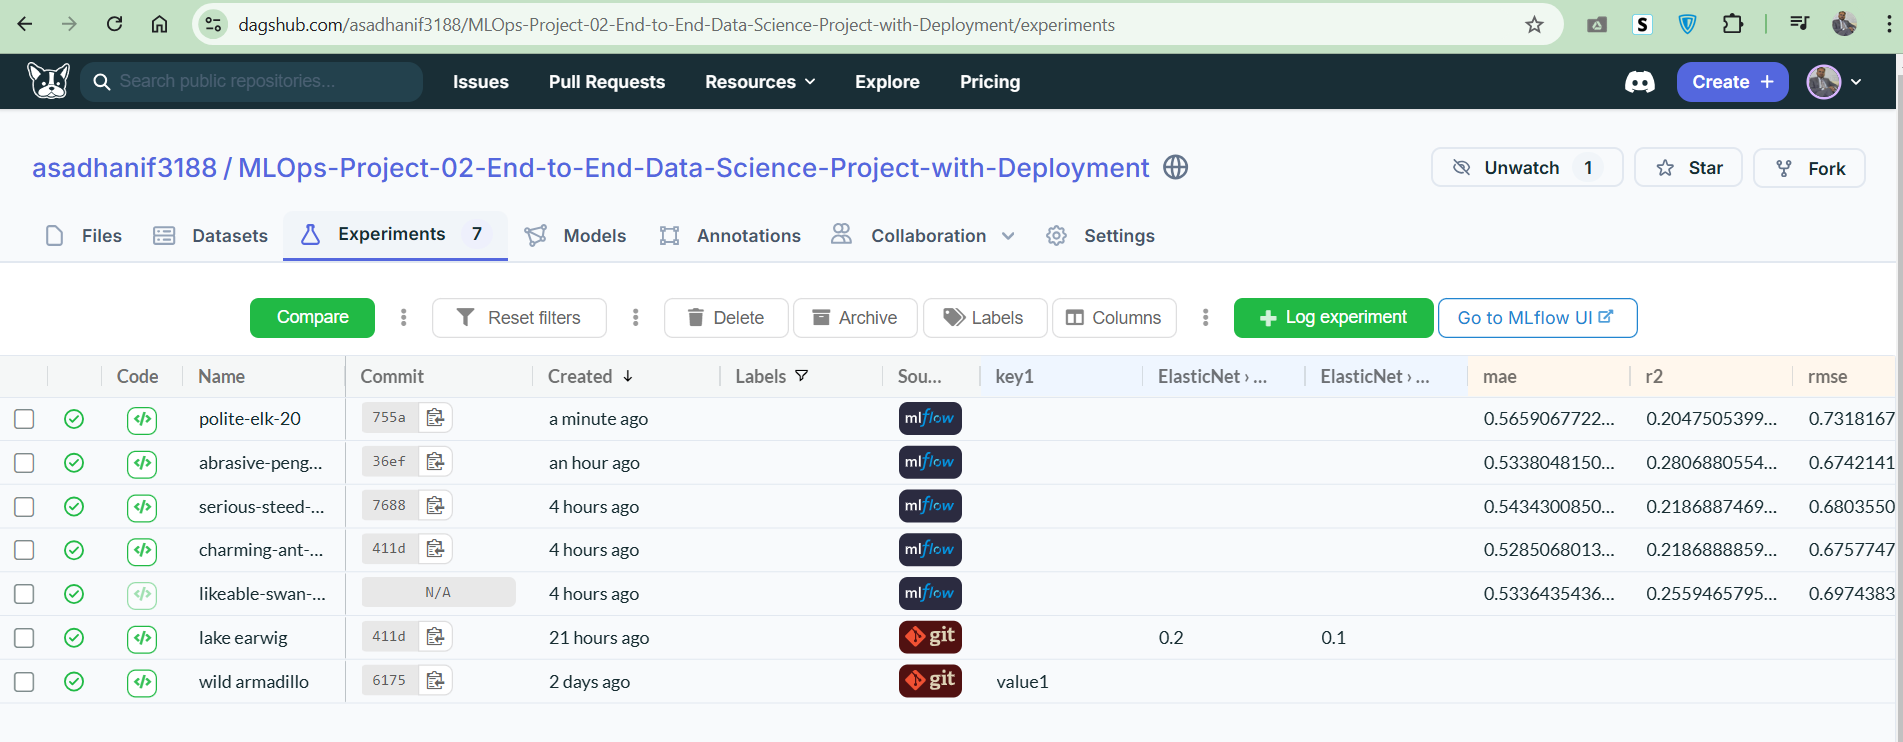 dagshub.com/asadhanif3188/MLOps-Project-02-End-to-End-Data-Science-Project-with-Deployment/experiments
S
Search public repositories...
Issues
Pull Requests
Resources
Explore
Pricing
Create +
asadhanif3188 / MLOps-Project-02-End-to-End-Data-Science-Project-with-Deployment
Unwatch 1
Star
Fork
Files
Datasets
Experiments 7
Models
Annotations
Collaboration
Settings
Compare
Reset filters
Delete
Archive
Labels
Columns
Log experiment
Go to MLflow UI
Code Name Commit Created ↓ Labels Sou... key1 ElasticNet › ... ElasticNet › ... mae r2 rmse
polite-elk-20 755a a minute ago mlflow 0.5659067722... 0.2047505399... 0.7318167
abrasive-peng... 36ef an hour ago mlflow 0.5338048150... 0.2806880554... 0.6742141
serious-steed-... 7688 4 hours ago mlflow 0.5434300850... 0.2186887469... 0.6803550
charming-ant-... 411d 4 hours ago mlflow 0.5285068013... 0.2186888859... 0.6757747
likeable-swan-... N/A 4 hours ago mlflow 0.5336435436... 0.2559465795... 0.6974383
lake earwig 411d 21 hours ago git 0.2 0.1
wild armadillo 6175 2 days ago git value1